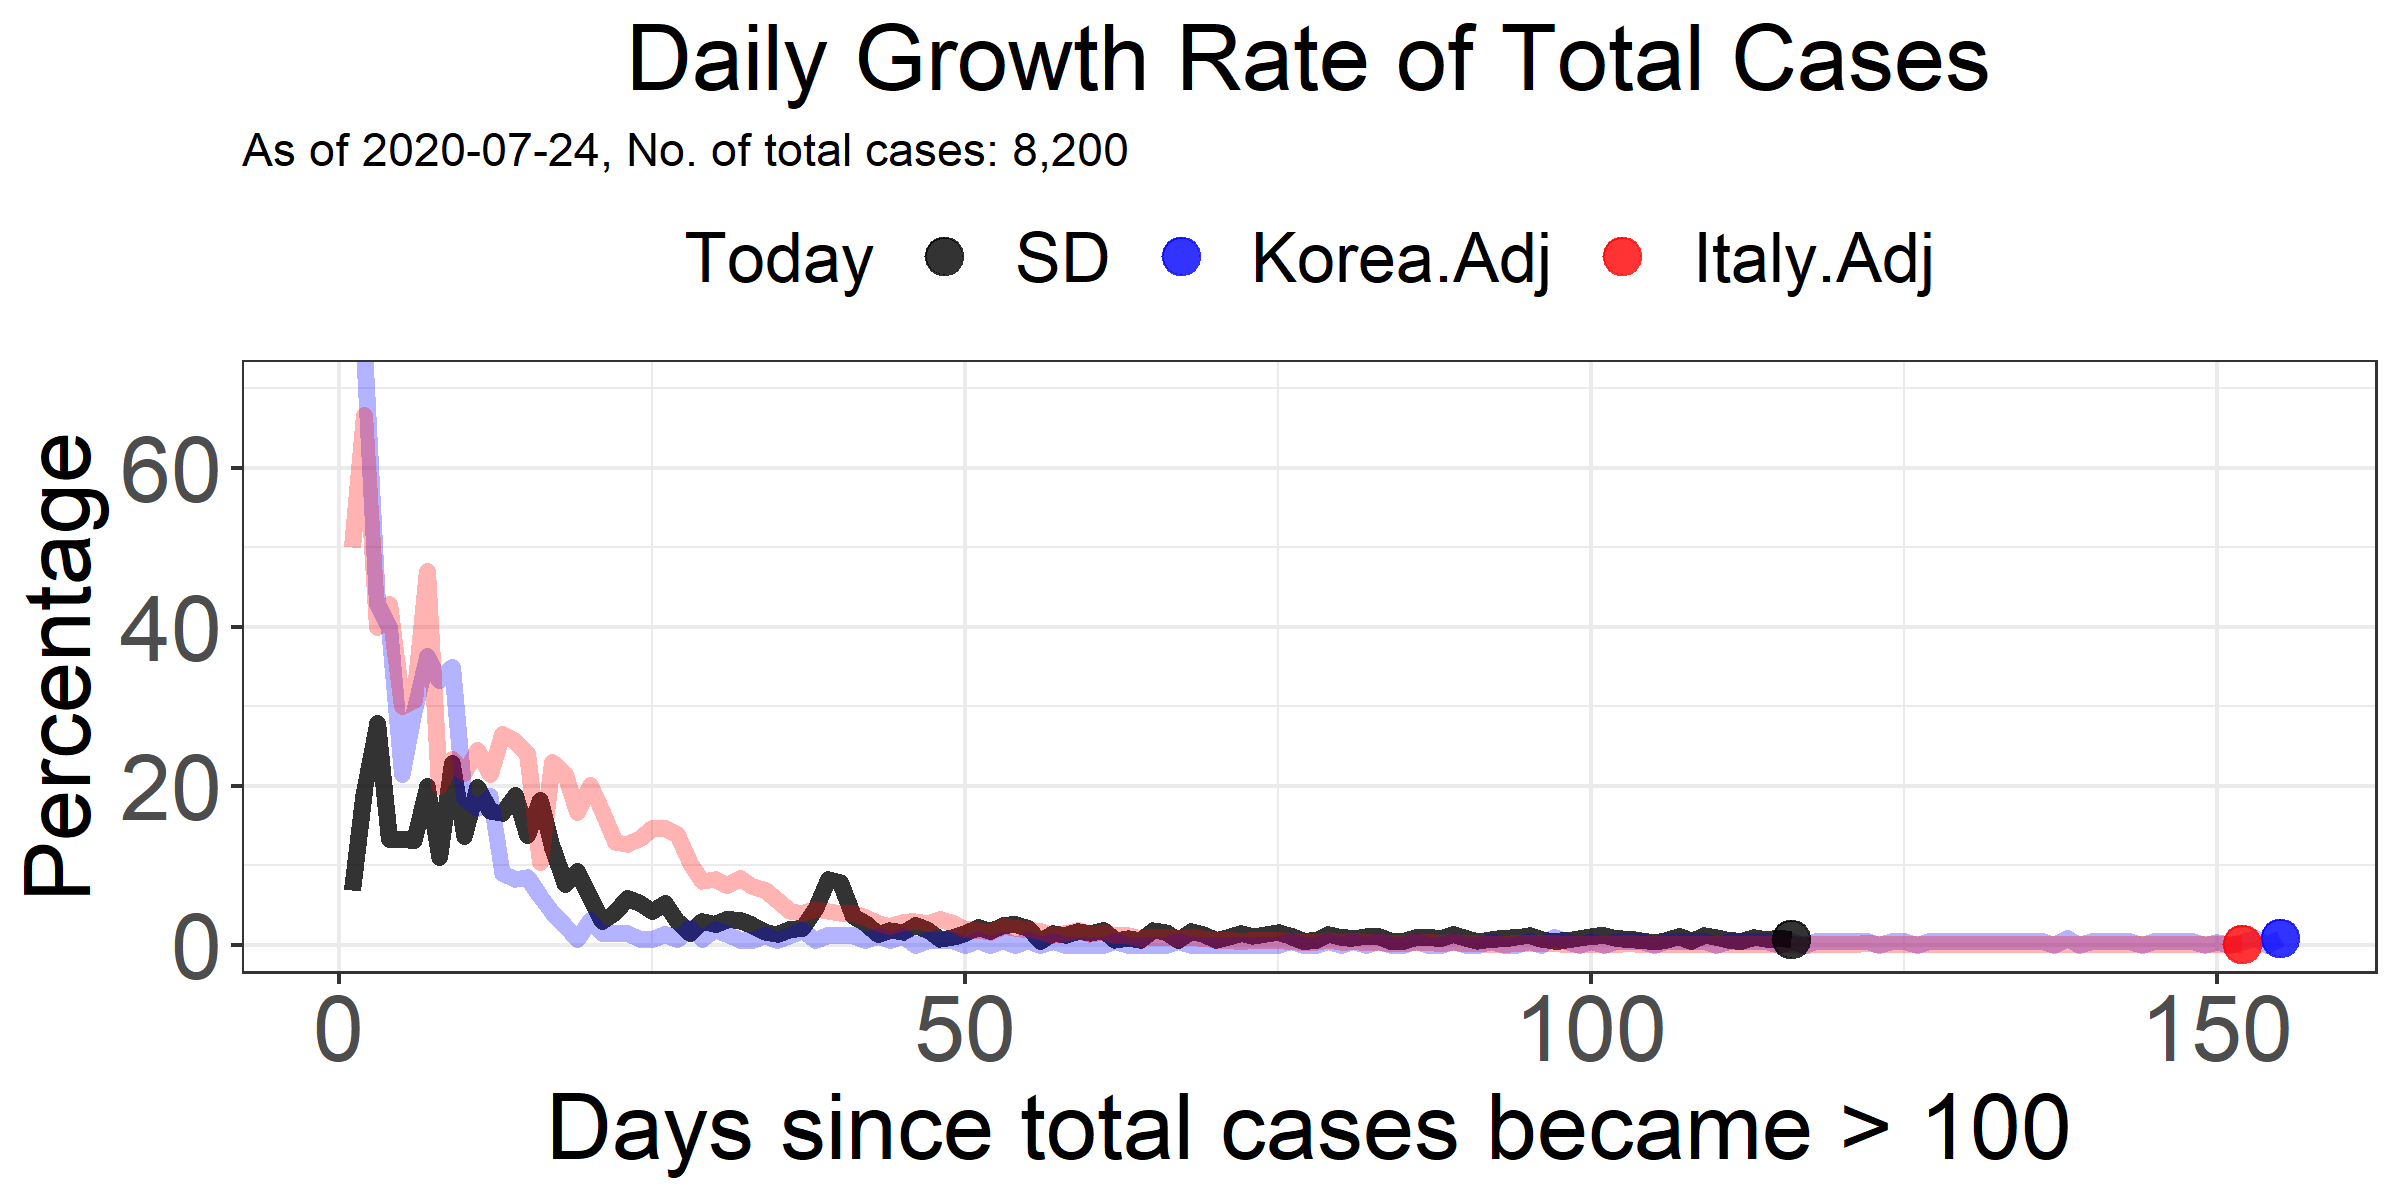 Daily Growth Rate of Total Cases
As of 2020-07-24, No. of total cases: 8,200
Today SD Korea.Adj Italy.Adj
Percentage
60
40
20
0
0 50 100 150
Days since total cases became > 100